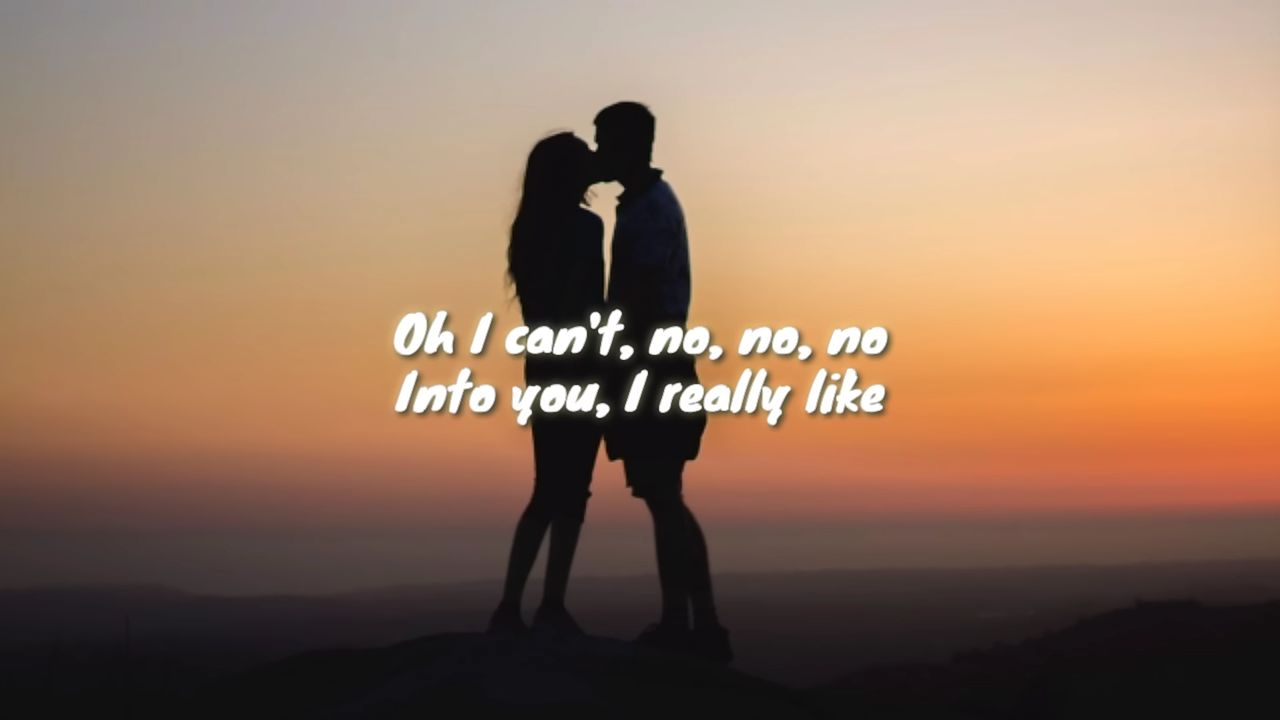 Oh I can't, no, no, no
Into you, I really like